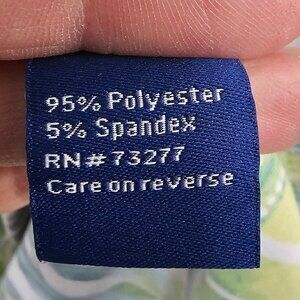 95% Polyester
5% Spandex
RN# 73277
Care on reverse